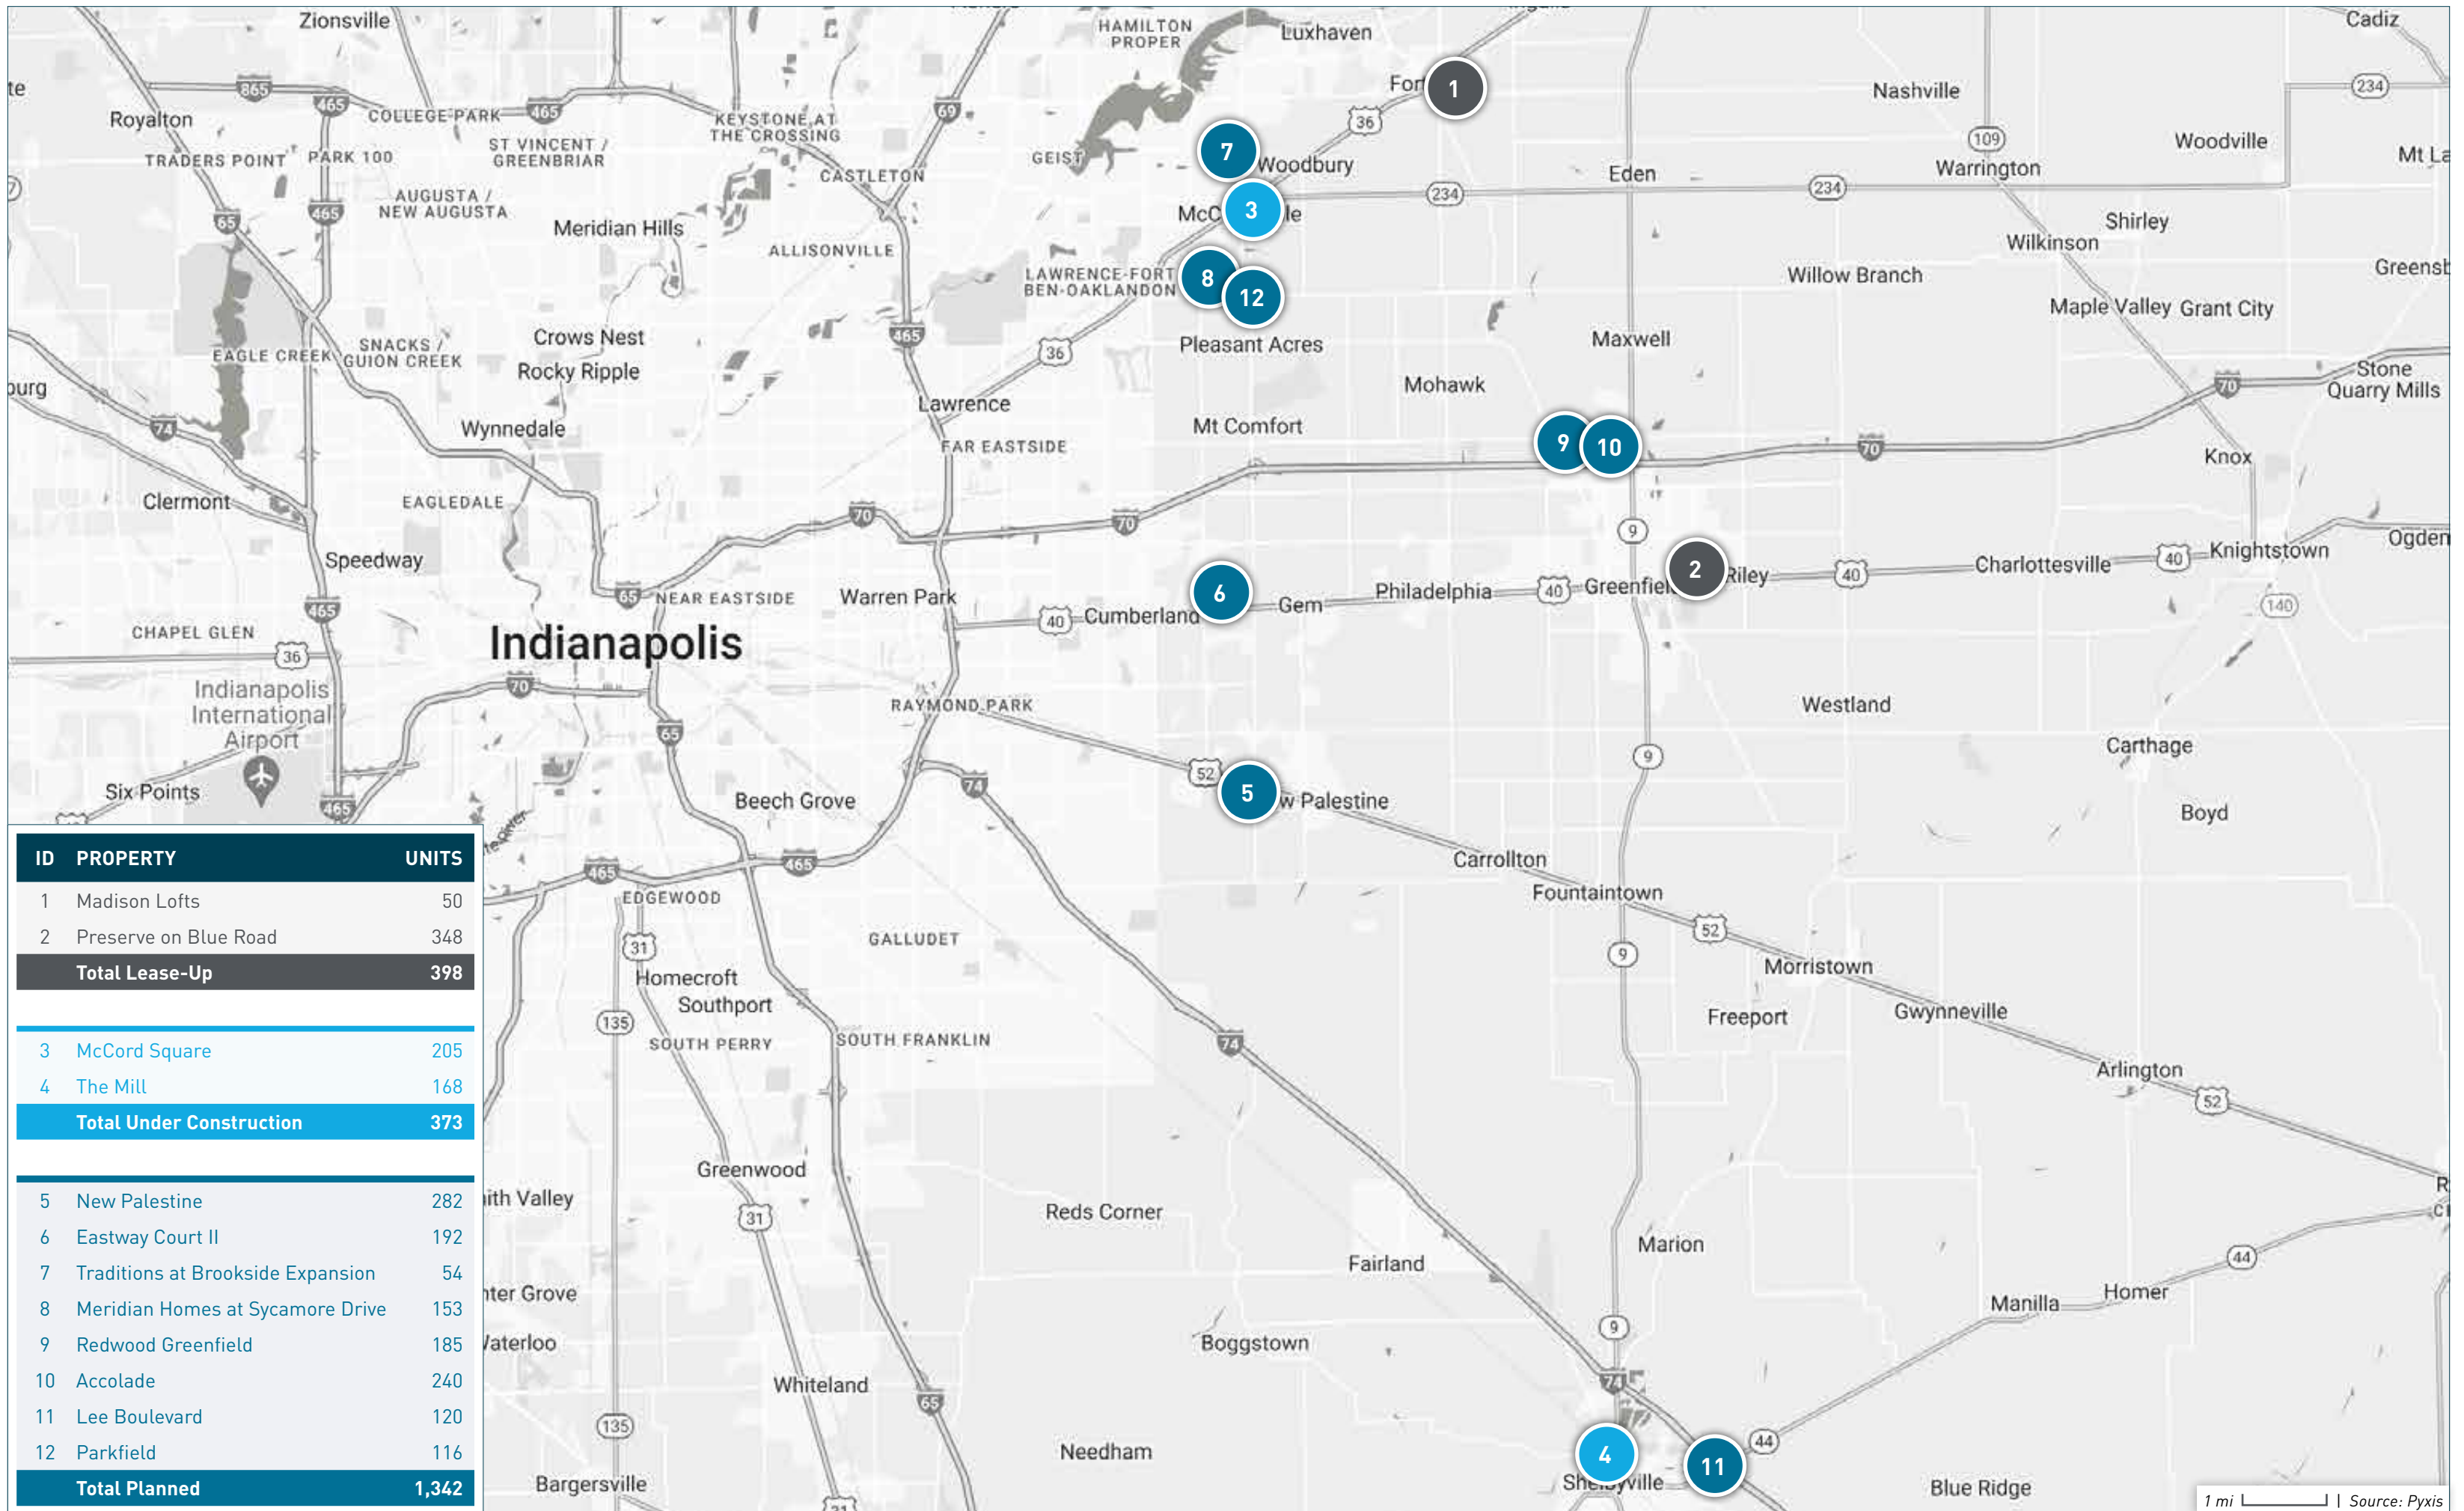 Zionsville
HAMILTON
PROPER
Luxhaven
Cadiz
865
465
COLLEGE PARK
465
69
KEYSTONE AT
THE CROSSING
36
1
Nashville
234
Royalton
TRADERS POINT
PARK 100
ST VINCENT /
GREENBRIAR
GEIST
7
Woodbury
109
Warrington
Woodville
CASTLETON
AUGUSTA /
NEW AUGUSTA
465
65
Meridian Hills
ALLISONVILLE
3
234
Eden
234
Shirley
Wilkinson
LAWRENCE-FORT
BEN-OAKLANDON
8
12
Willow Branch
Maple Valley
Grant City
EAGLE CREEK
SNACKS /
GUION CREEK
Crows Nest
Rocky Ripple
465
36
Pleasant Acres
Maxwell
Mohawk
Stone
Quarry Mills
70
74
Wynnedale
Lawrence
FAR EASTSIDE
Mt Comfort
9
10
70
Knox
Clermont
EAGLEDALE
70
70
9
Speedway
465
65
NEAR EASTSIDE
Warren Park
40
Cumberland
6
Gem
Philadelphia
40
2
Riley
40
Charlottesville
40
Knightstown
140
CHAPEL GLEN
36
Indianapolis
Indianapolis
International
Airport
70
65
RAYMOND PARK
Westland
9
Carthage
Six Points
465
Beech Grove
74
52
5
Boyd
465
465
EDGEWOOD
Carrollton
Fountaintown
52
31
GALLUDET
9
Homecroft
Southport
Morristown
135
SOUTH PERRY
SOUTH FRANKLIN
74
Freeport
Gwynneville
Arlington
52
Greenwood
31
Reds Corner
Fairland
Marion
44
Homer
Manilla
9
Boggstown
Whiteland
65
74
135
Needham
4
11
44
Bargersville
Blue Ridge
ID PROPERTY UNITS
1 Madison Lofts 50
2 Preserve on Blue Road 348
Total Lease-Up 398
3 McCord Square 205
4 The Mill 168
Total Under Construction 373
5 New Palestine 282
6 Eastway Court II 192
7 Traditions at Brookside Expansion 54
8 Meridian Homes at Sycamore Drive 153
9 Redwood Greenfield 185
10 Accolade 240
11 Lee Boulevard 120
12 Parkfield 116
Total Planned 1,342
1 mi | Source: Pyxis